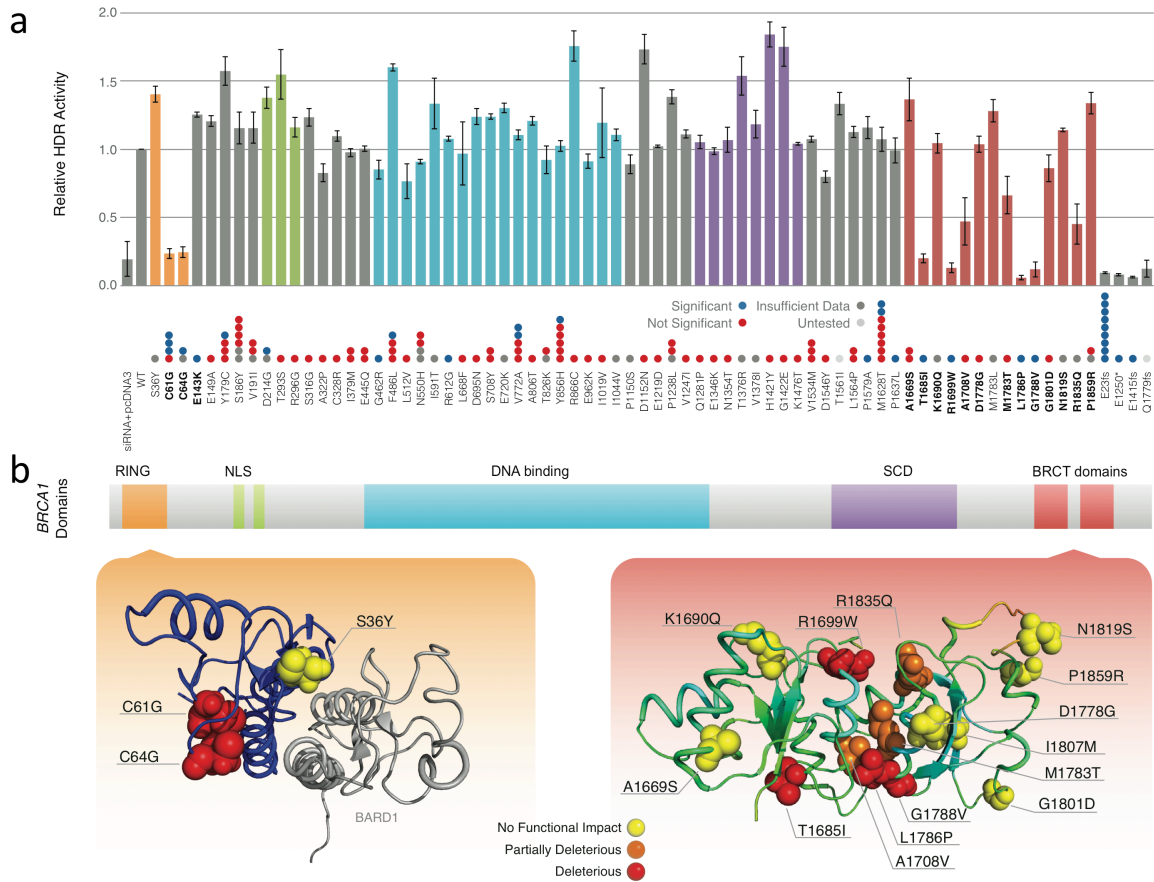 a
2.0
1.5
1.0
0.5
0.0
Relative HDR Activity
Significant
Insufficient Data
Not Significant
Untested
siRNA+pcDNA3
WT
S36Y
C61G
C64G
E143K
E149A
Y179C
S186Y
V191I
D214G
T293S
R296G
S316G
A322P
C328R
I379M
E445Q
G462R
F486L
L512V
N550H
I591T
R612G
L668F
D695N
S708Y
E720K
V772A
A806T
T826K
Y856H
R866C
E962K
I1019V
I1044V
P1150S
D1152N
E1219D
P1238L
V1247I
Q1281P
E1346K
N1354T
T1376R
V1378I
H1421Y
G1422E
K1476T
V1534M
D1546Y
T1561I
L1564P
P1579A
M1628T
P1637L
A1669S
T1685I
K1690Q
R1699W
A1708V
D1778G
M1783L
M1783T
L1786P
G1788V
G1801D
N1819S
R1835Q
P1859R
E23fs
E1250*
E1415fs
Q1779fs
b
RING
NLS
DNA binding
SCD
BRCT domains
BRCA1
Domains
S36Y
C61G
C64G
BARD1
K1690Q
R1835Q
R1699W
N1819S
P1859R
D1778G
I1807M
M1783T
A1669S
G1801D
G1788V
T1685I
L1786P
A1708V
No Functional Impact
Partially Deleterious
Deleterious